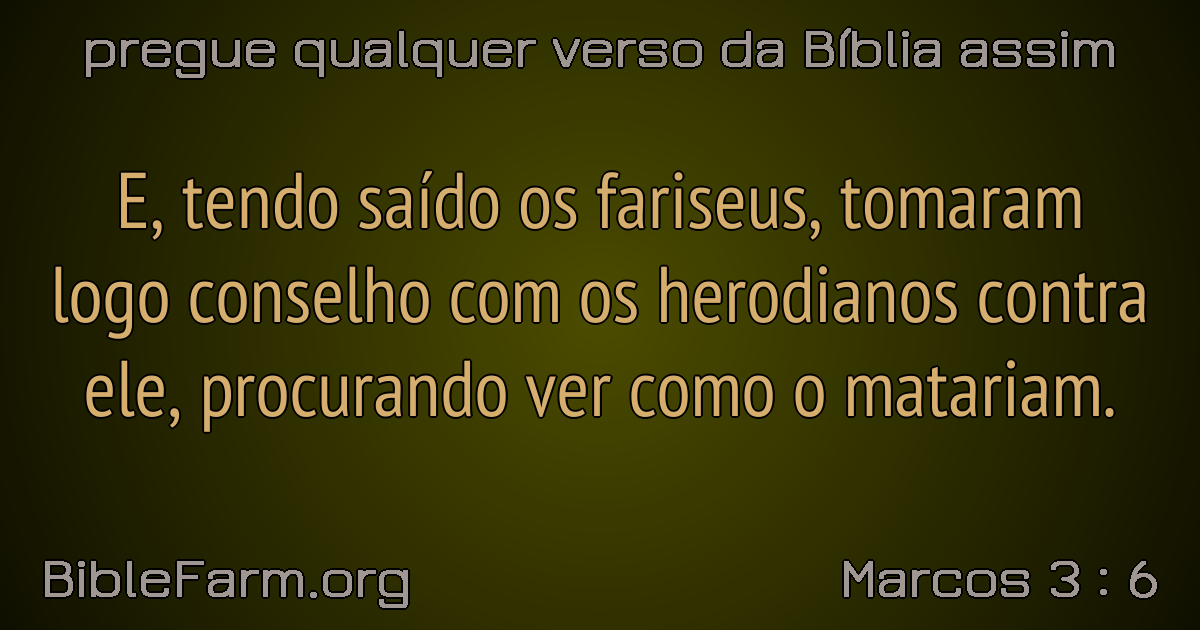 pregue qualquer verso da Bíblia assim
E, tendo saído os fariseus, tomaram
logo conselho com os herodianos contra
ele, procurando ver como o matariam.
BibleFarm.org
Marcos 3 : 6